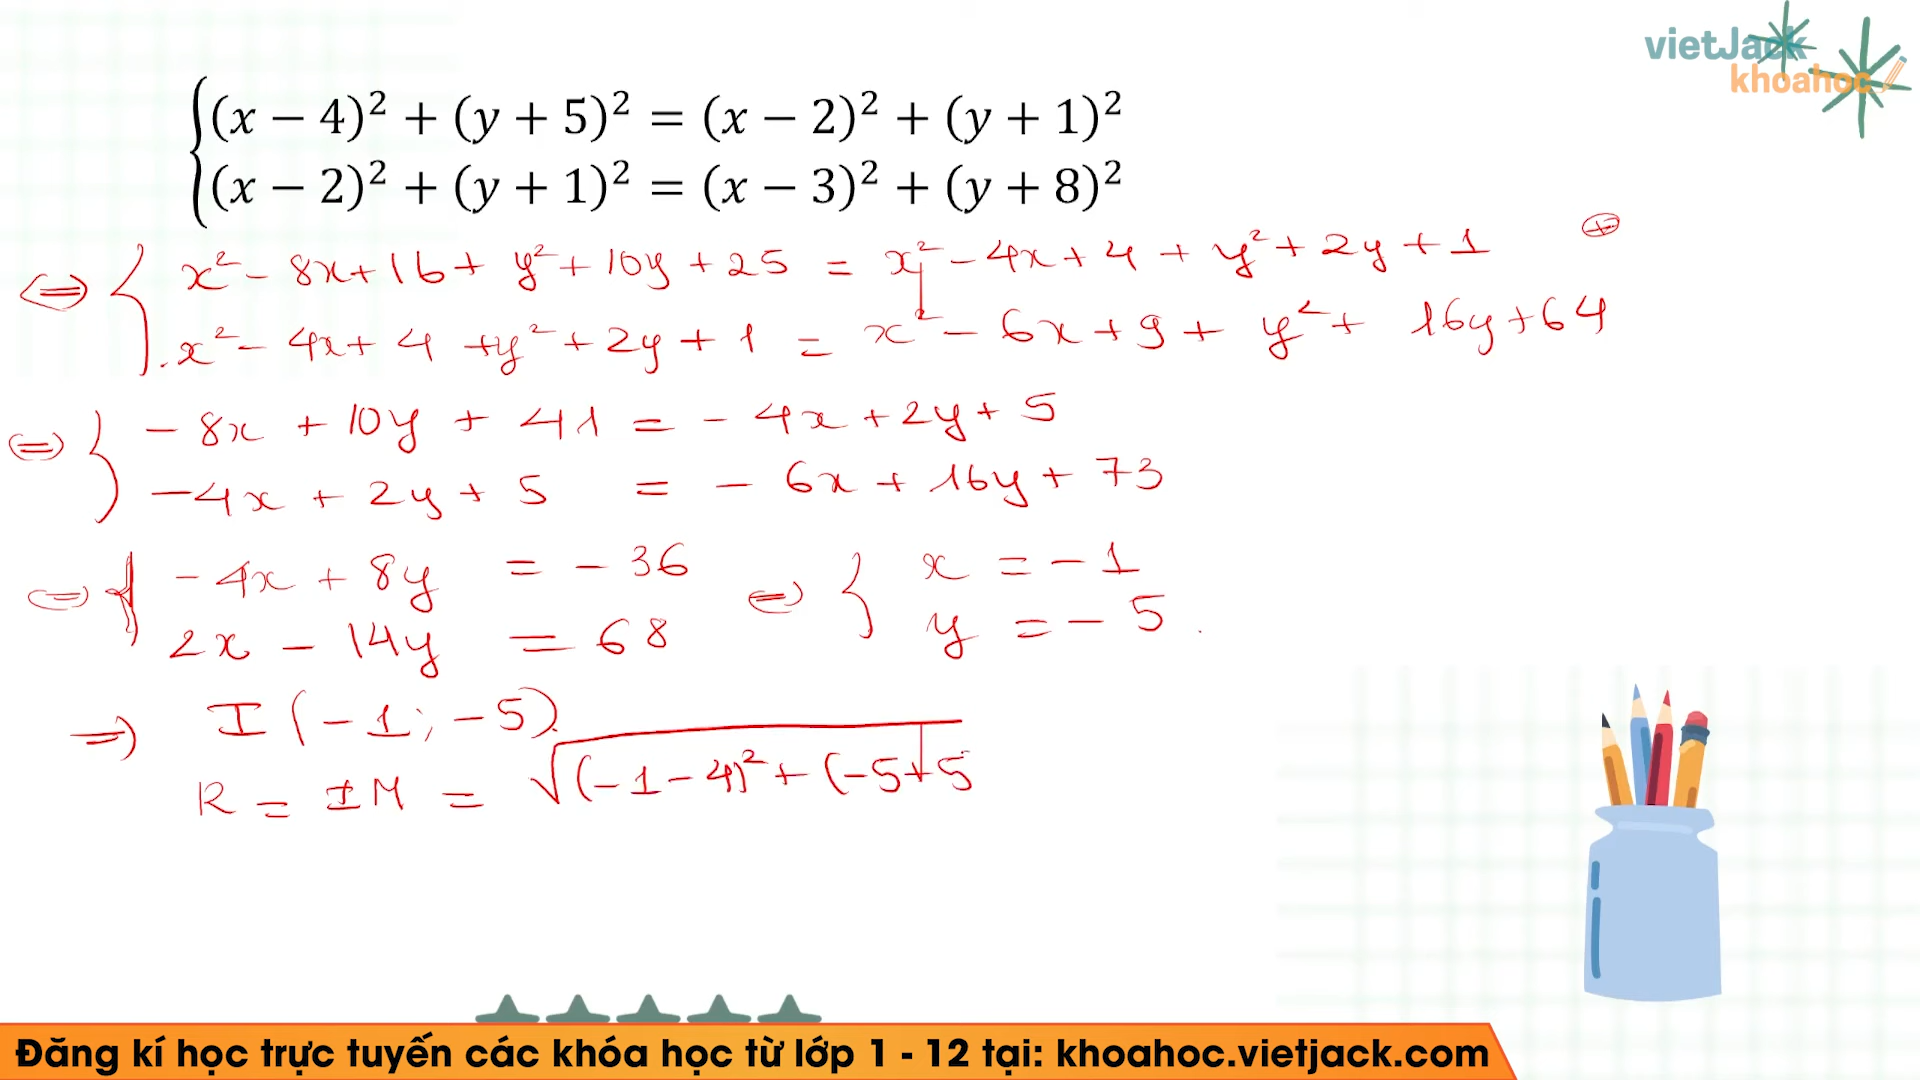 vietJack
khoahoc
(x − 4)² + (y + 5)² = (x − 2)² + (y + 1)²
(x − 2)² + (y + 1)² = (x − 3)² + (y + 8)²
⇔ { x² - 8x + 16 + y² + 10y + 25 = x² - 4x + 4 + y² + 2y + 1
x² - 4x + 4 + y² + 2y + 1 = x² - 6x + 9 + y² + 16y + 64
⇔ { - 8x + 10y + 41 = - 4x + 2y + 5
- 4x + 2y + 5 = - 6x + 16y + 73
⇔ { - 4x + 8y = - 36 ⇔ { x = - 1
2x - 14y = 68 y = - 5
⇒ I (- 1; - 5)
R = IM = √(- 1 - 4)² + (- 5 + 5
Đăng kí học trực tuyến các khóa học từ lớp 1 - 12 tại: khoahoc.vietjack.com